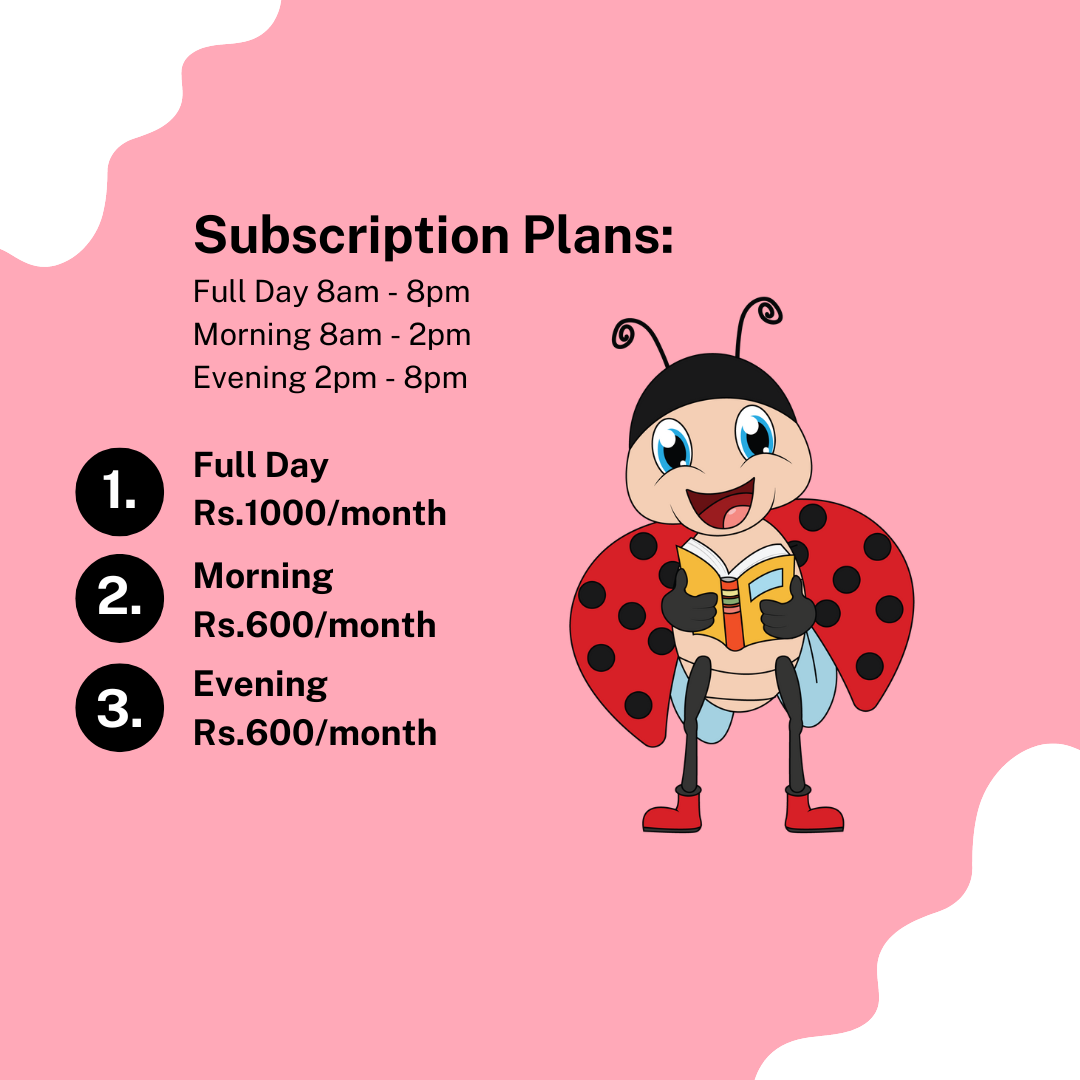 Subscription Plans:
Full Day 8am - 8pm
Morning 8am - 2pm
Evening 2pm - 8pm
1.
Full Day
Rs.1000/month
2.
Morning
Rs.600/month
3.
Evening
Rs.600/month